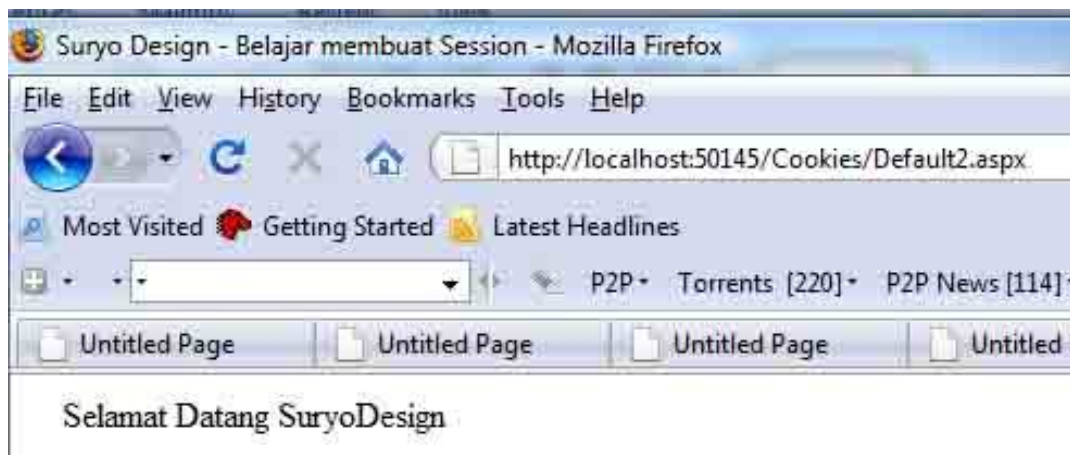 Suryo Design - Belajar membuat Session - Mozilla Firefox
File Edit View History Bookmarks Tools Help
http://localhost:50145/Cookies/Default2.aspx
Most Visited Getting Started Latest Headlines
P2P Torrents [220] P2P News [114]
Untitled Page Untitled Page Untitled Page Untitled
Selamat Datang SuryoDesign